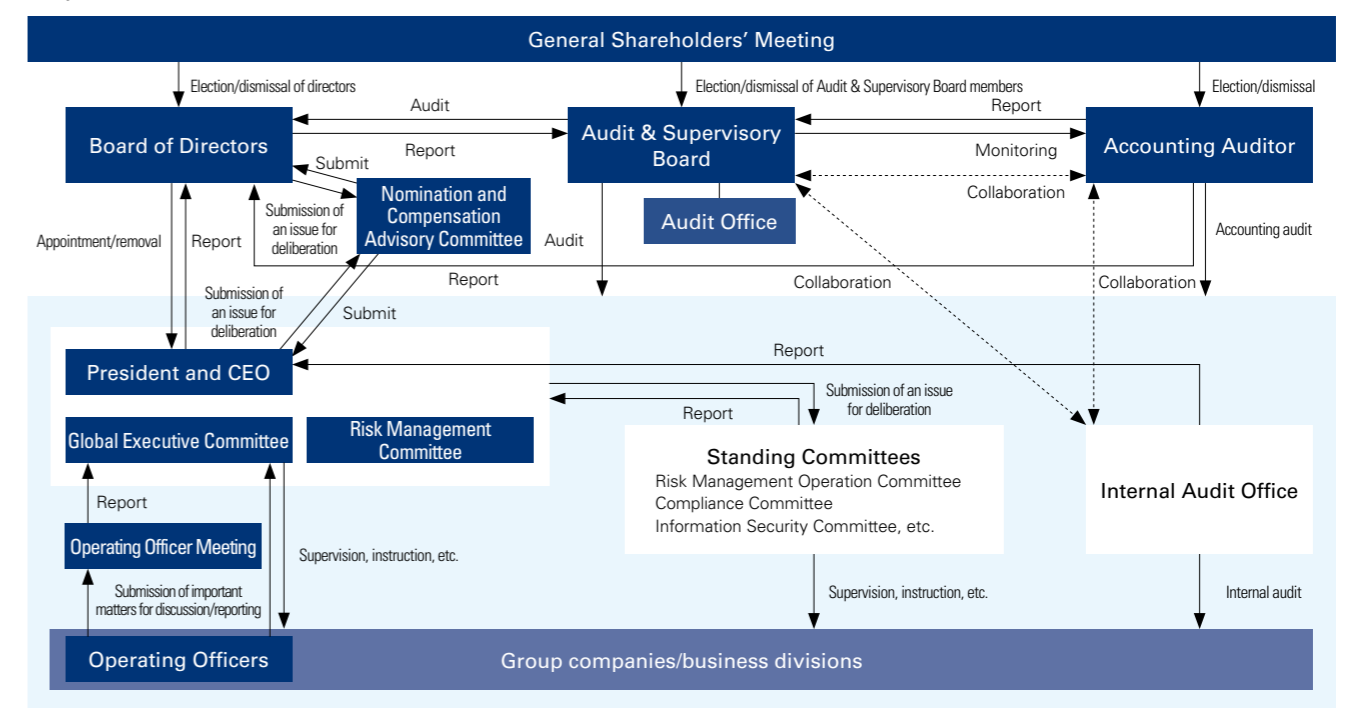 General Shareholders' Meeting
Election/dismissal of directors
Election/dismissal of Audit & Supervisory Board members
Election/dismissal
Audit
Report
Board of Directors
Audit & Supervisory
Board
Accounting Auditor
Report
Monitoring
Submit
Collaboration
Nomination and
Compensation
Advisory Committee
Audit Office
Submission of
an issue for
deliberation
Appointment/removal
Report
Audit
Accounting audit
Report
Collaboration
Collaboration
Submission of
an issue for
deliberation
Submit
President and CEO
Report
Submission of an issue
for deliberation
Report
Global Executive Committee
Risk Management
Committee
Standing Committees
Risk Management Operation Committee
Compliance Committee
Information Security Committee, etc.
Internal Audit Office
Report
Operating Officer Meeting
Supervision, instruction, etc.
Submission of important
matters for discussion/reporting
Supervision, instruction, etc.
Internal audit
Operating Officers
Group companies/business divisions